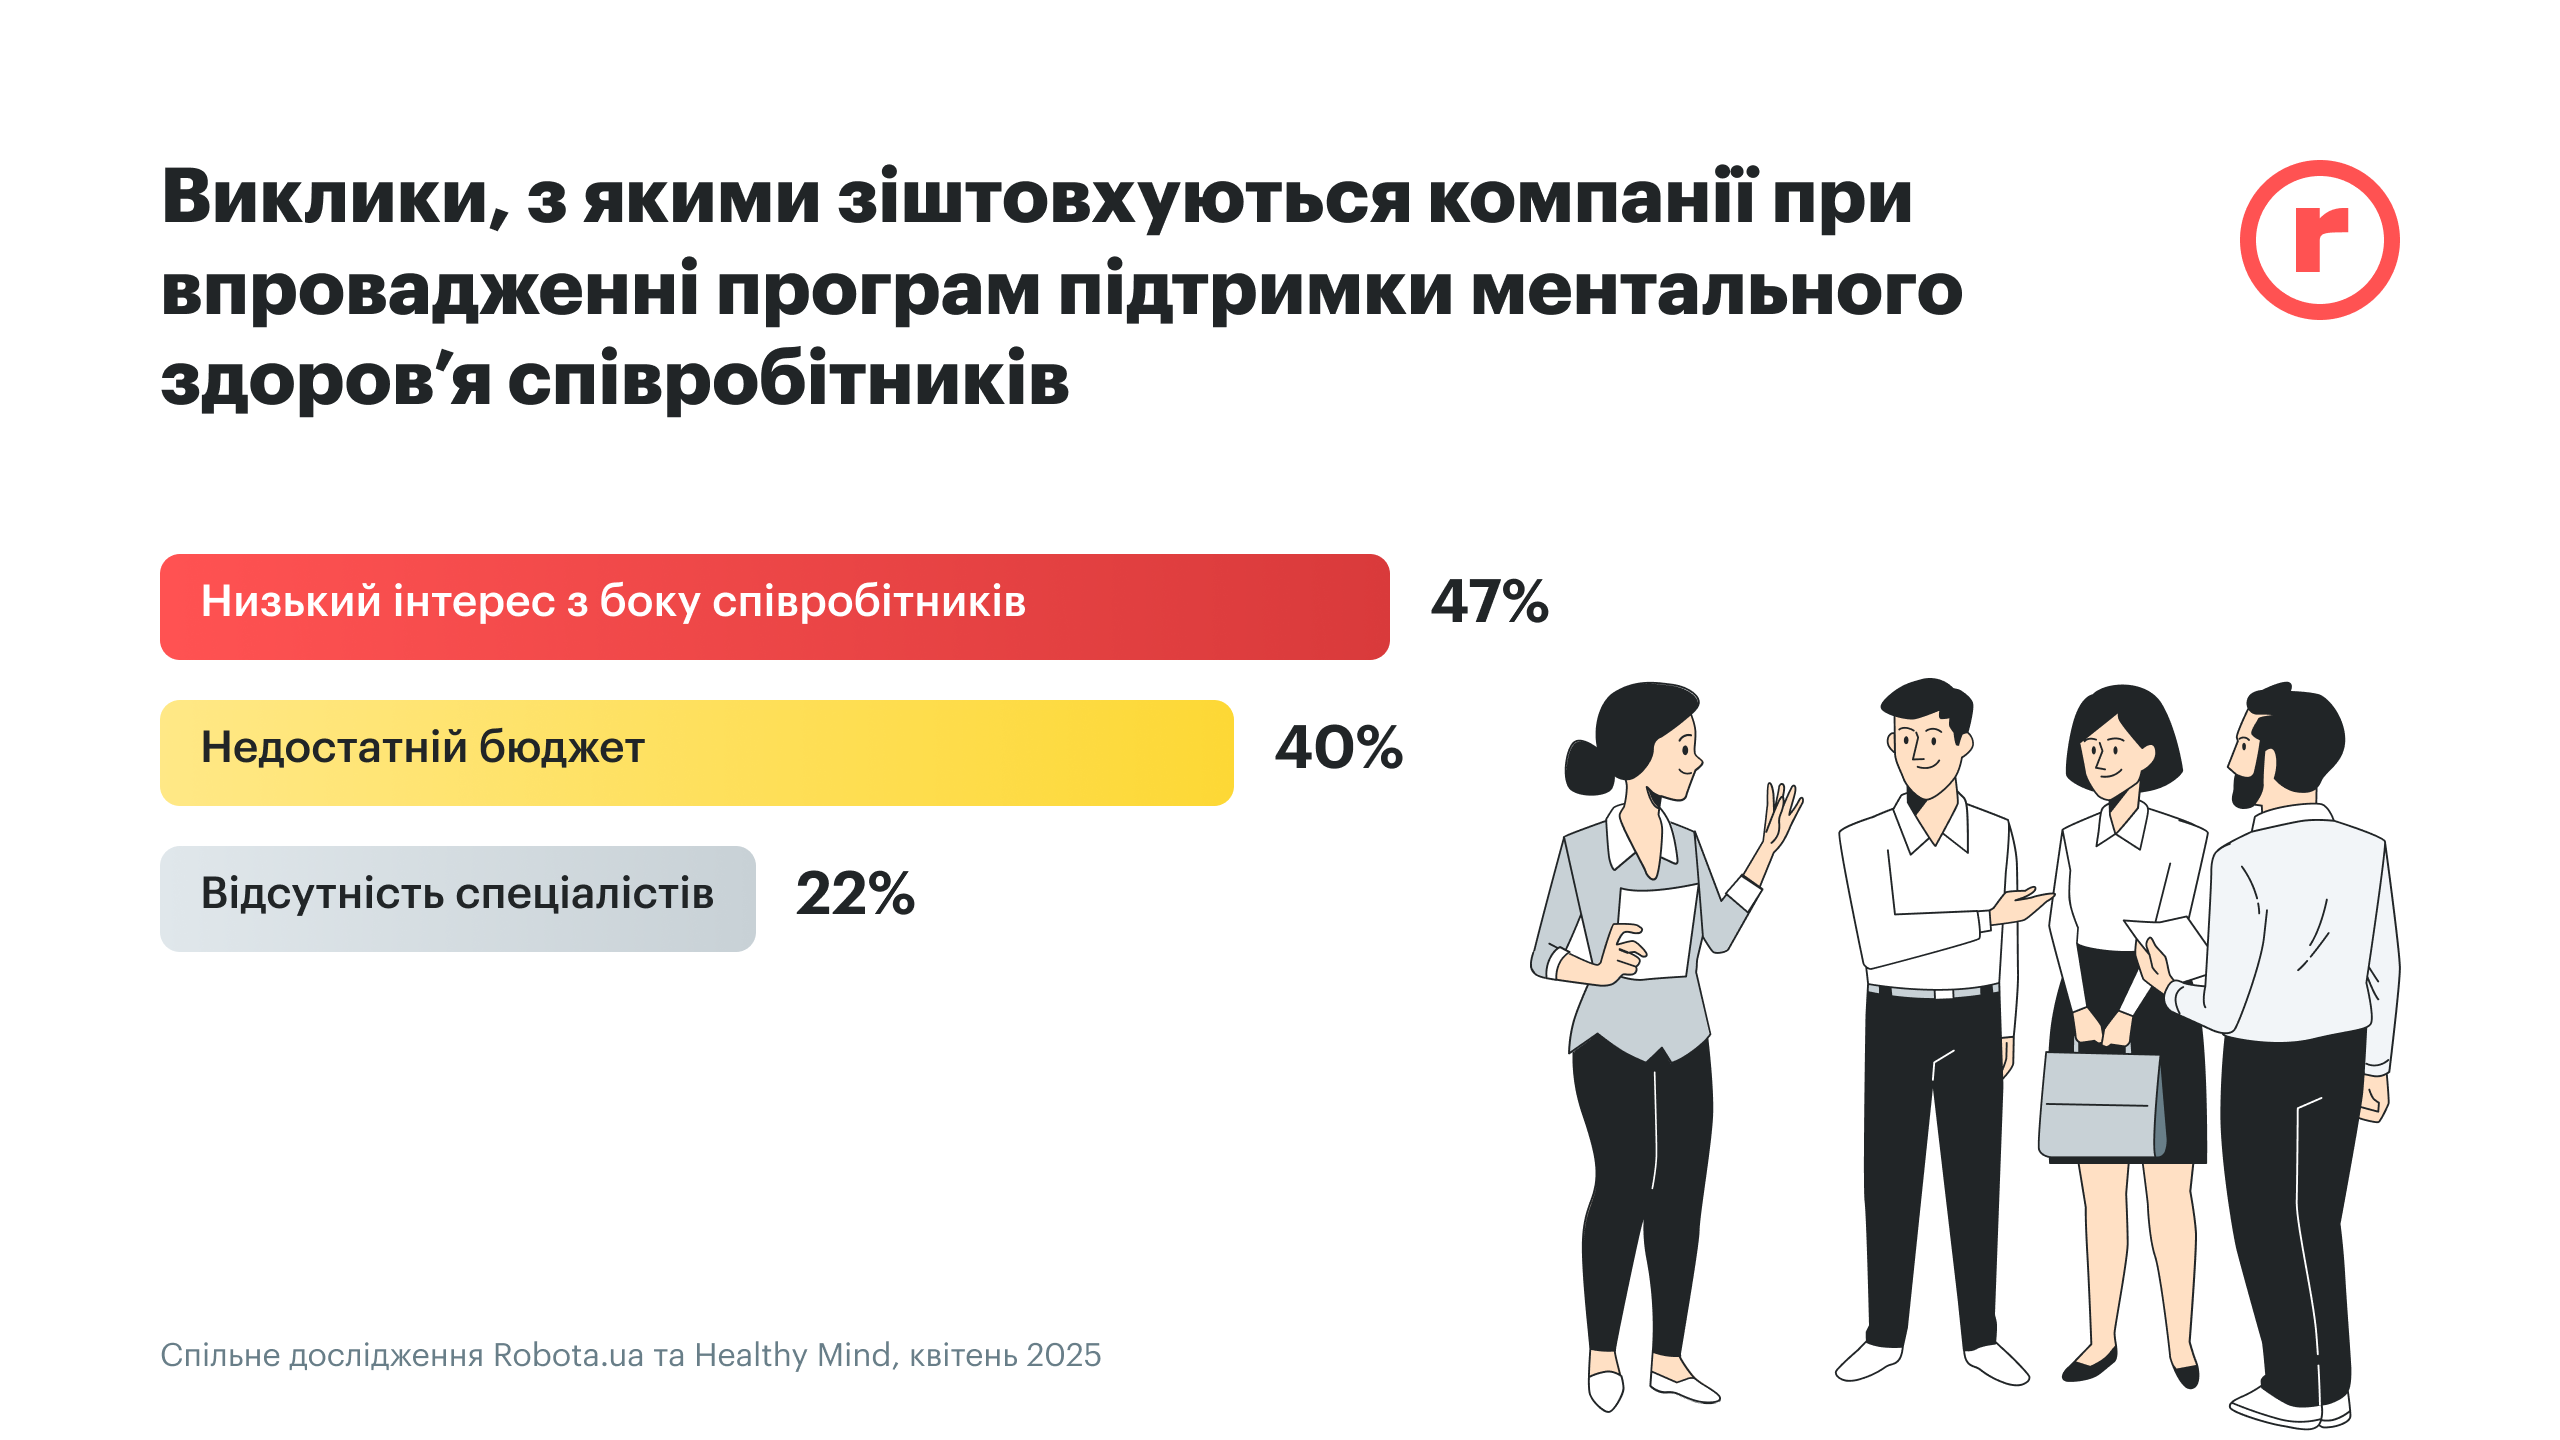 Виклики, з якими зіштовхуються компанії при
впровадженні програм підтримки ментального
здоров’я співробітників
r
Низький інтерес з боку співробітників 47%
Недостатній бюджет 40%
Відсутність спеціалістів 22%
Спільне дослідження Robota.ua та Healthy Mind, квітень 2025